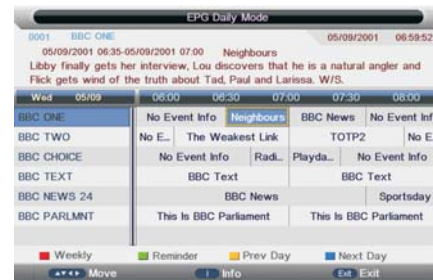 EPG Daily Mode
0001 BBC ONE 05/09/2001 06:59:52
05/09/2001 06:35-05/09/2001 07:00 Neighbours
Libby finally gets her interview, Lou discovers that he is a natural angler and
Flick gets wind of the truth about Tad, Paul and Larissa. W/S.
Wed 05/09 06:00 06:30 07:00 07:30 08:00
BBC ONE No Event Info Neighbours BBC News No Event Inf
BBC TWO No E... The Weakest Link TOTP2 No E
BBC CHOICE No Event Info Radi... Playda... No Event Info
BBC TEXT BBC Text BBC Text
BBC NEWS 24 BBC News Sportsday
BBC PARLMNT This Is BBC Parliament This Is BBC Parliament
Weekly Reminder Prev Day Next Day
Move i Info Exit Exit